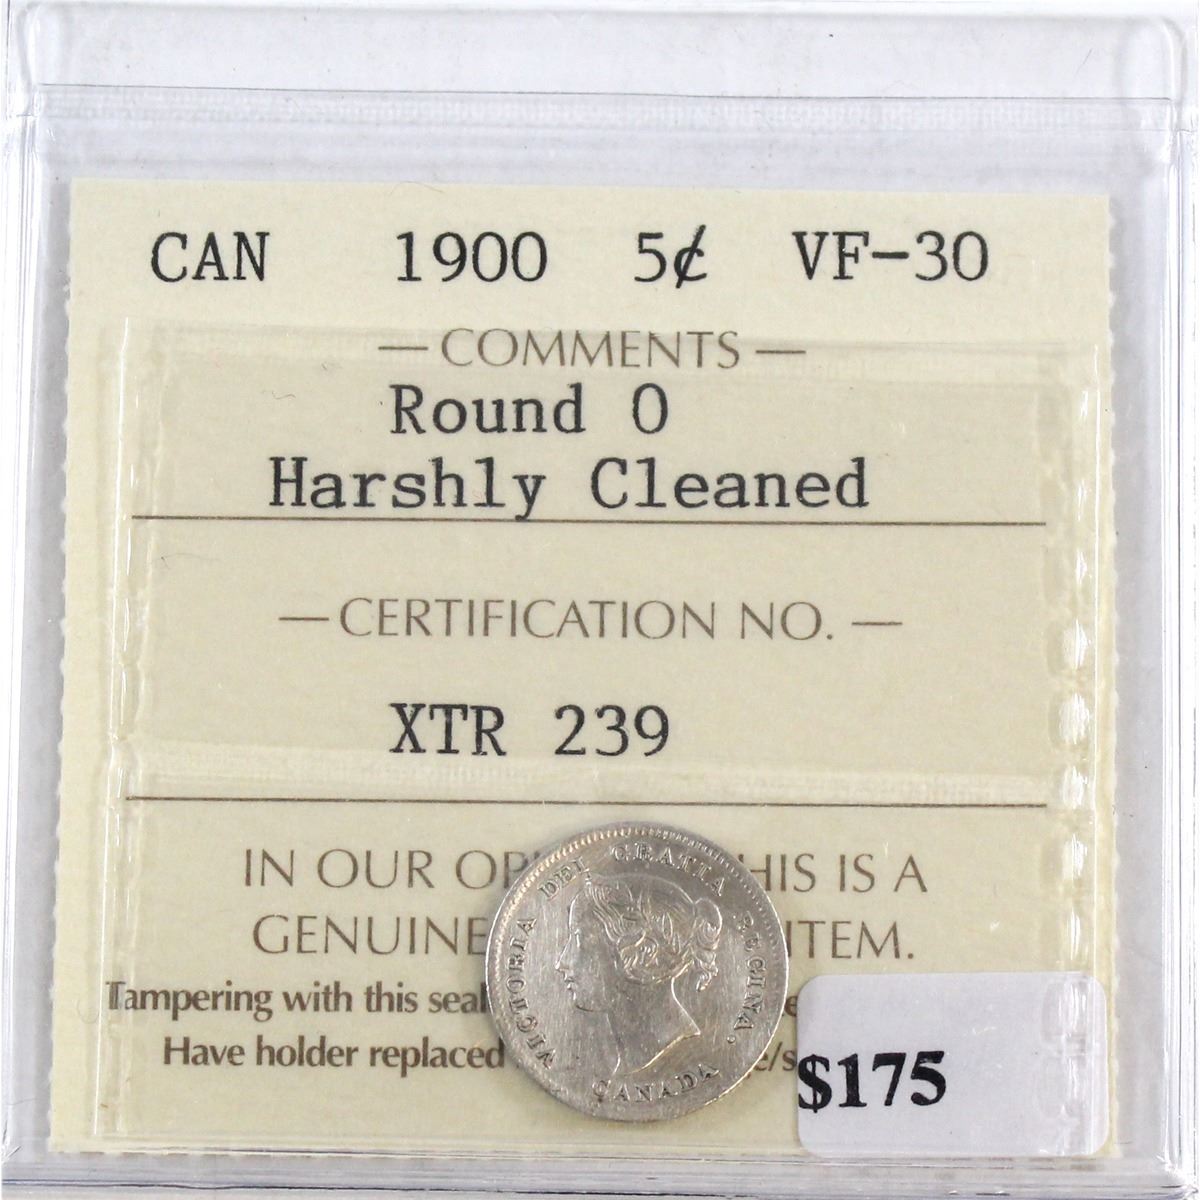 CAN 1900 5¢ VF-30
— COMMENTS —
Round O
Harshly Cleaned
— CERTIFICATION NO. —
XTR 239
IN OUR OP HIS IS A
GENUINE ITEM.
Tampering with this seal
Have holder replaced
VICTORIA DEI GRATIA REGINA.
CANADA
$175